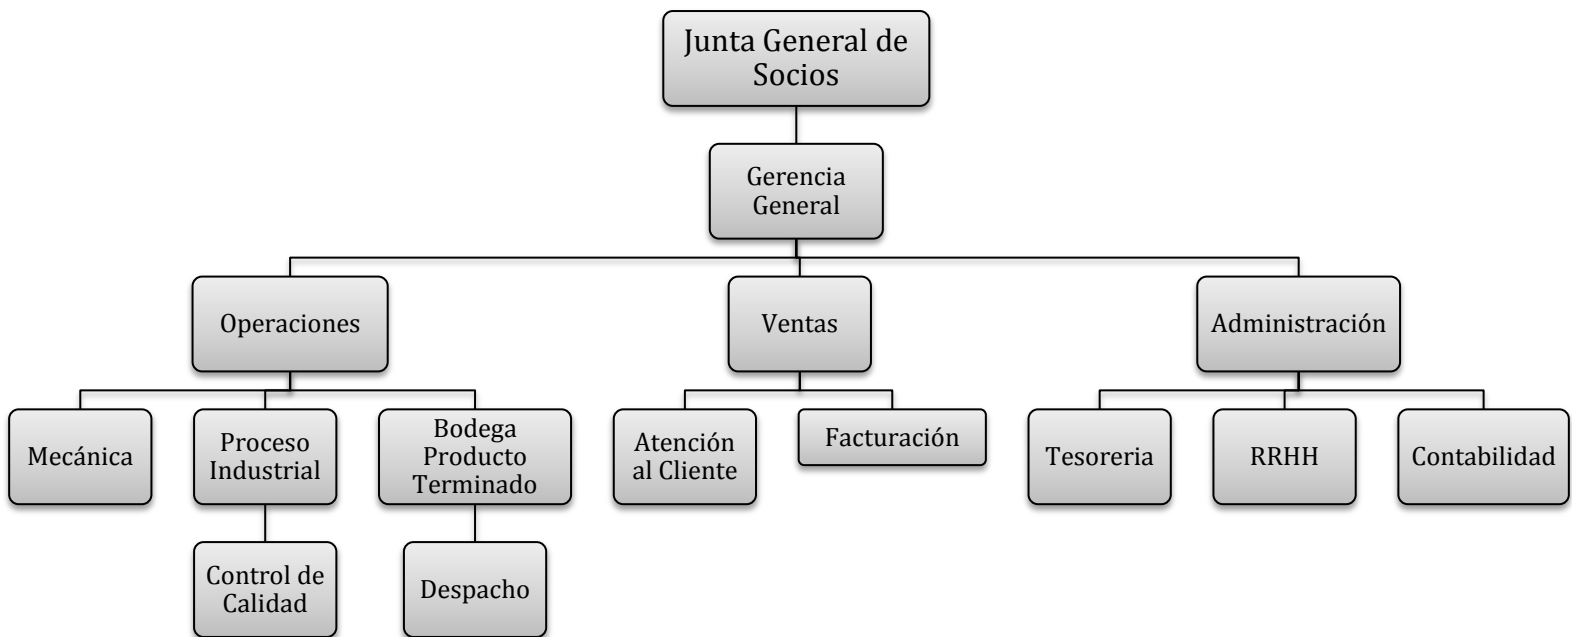 Junta General de
Socios
Gerencia
General
Operaciones
Ventas
Administración
Mecánica
Proceso
Industrial
Bodega
Producto
Terminado
Atención
al Cliente
Facturación
Tesoreria
RRHH
Contabilidad
Control de
Calidad
Despacho